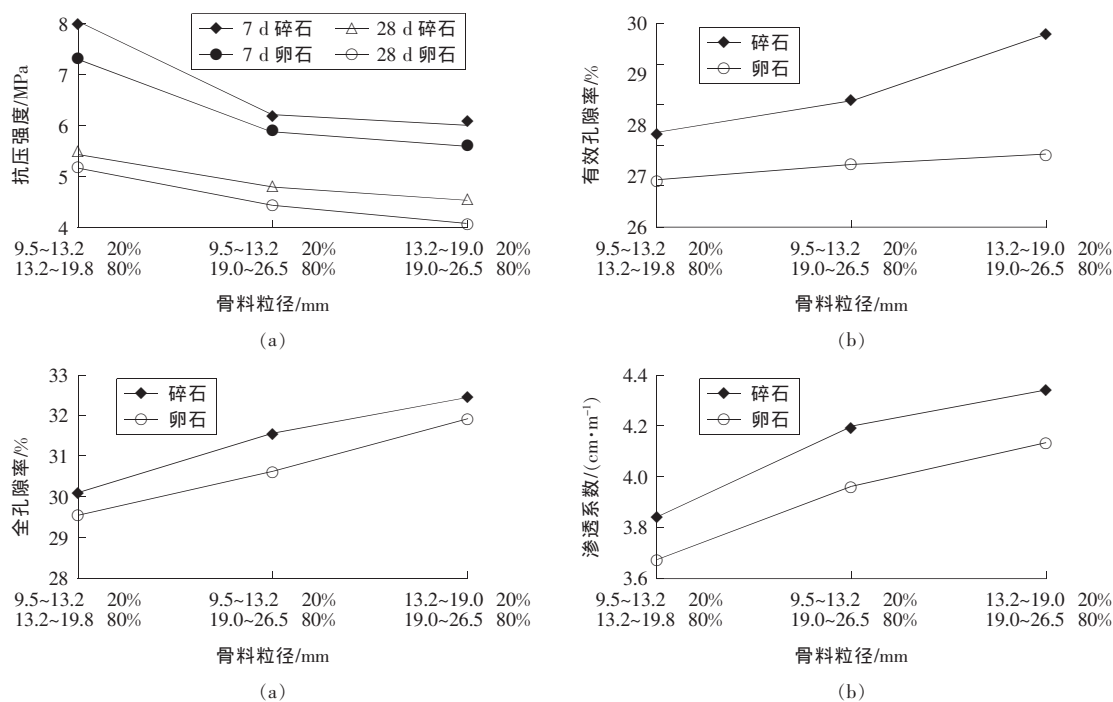 8
7
6
5
4
抗压强度/MPa
7 d 碎石 28 d 碎石
7 d 卵石 28 d 卵石
9.5~13.2 20% 9.5~13.2 20% 13.2~19.0 20%
13.2~19.8 80% 19.0~26.5 80% 19.0~26.5 80%
骨料粒径/mm
(a)
30
29
28
27
26
有效孔隙率/%
碎石
卵石
9.5~13.2 20% 9.5~13.2 20% 13.2~19.0 20%
13.2~19.8 80% 19.0~26.5 80% 19.0~26.5 80%
骨料粒径/mm
(b)
33
32
31
30
29
28
全孔隙率/%
碎石
卵石
9.5~13.2 20% 9.5~13.2 20% 13.2~19.0 20%
13.2~19.8 80% 19.0~26.5 80% 19.0~26.5 80%
骨料粒径/mm
(a)
4.4
4.2
4.0
3.8
3.6
渗透系数/(cm·m⁻¹)
碎石
卵石
9.5~13.2 20% 9.5~13.2 20% 13.2~19.0 20%
13.2~19.8 80% 19.0~26.5 80% 19.0~26.5 80%
骨料粒径/mm
(b)